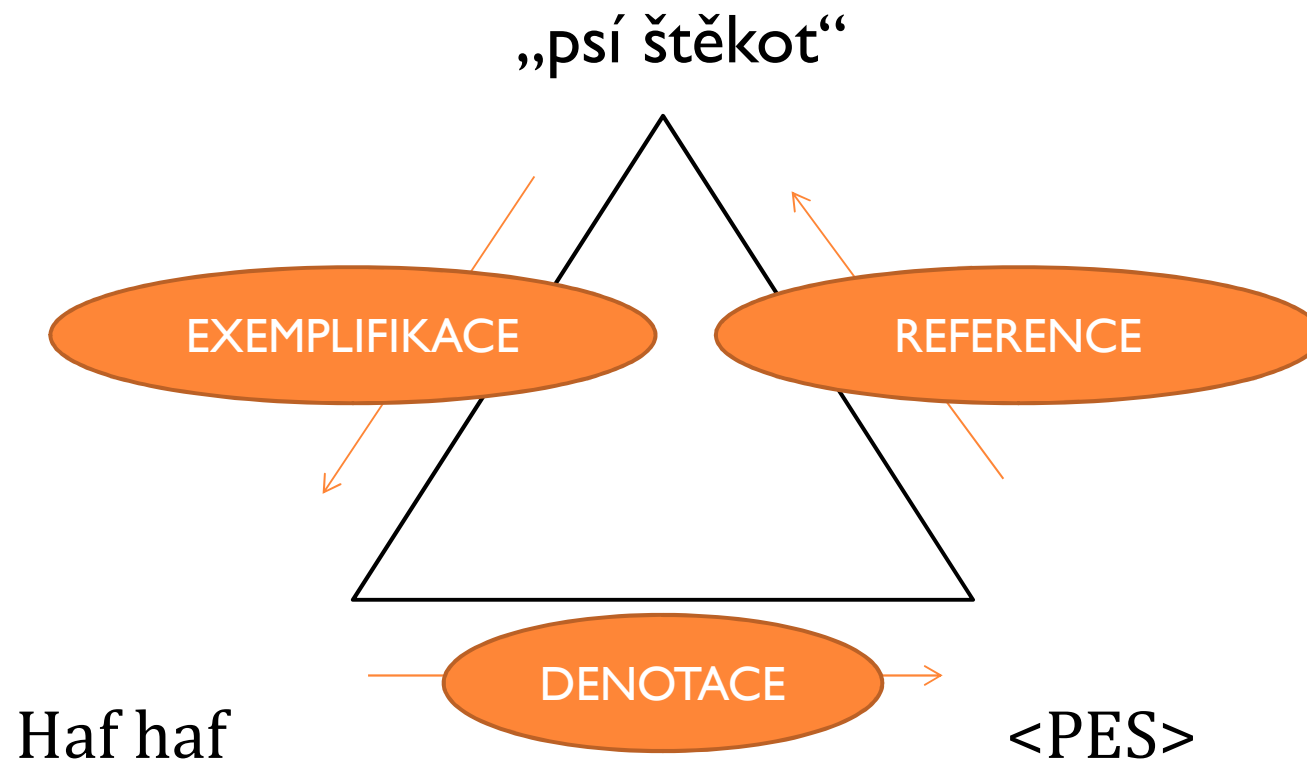 „psí štěkot“
EXEMPLIFIKACE
REFERENCE
DENOTACE
Haf haf
<PES>